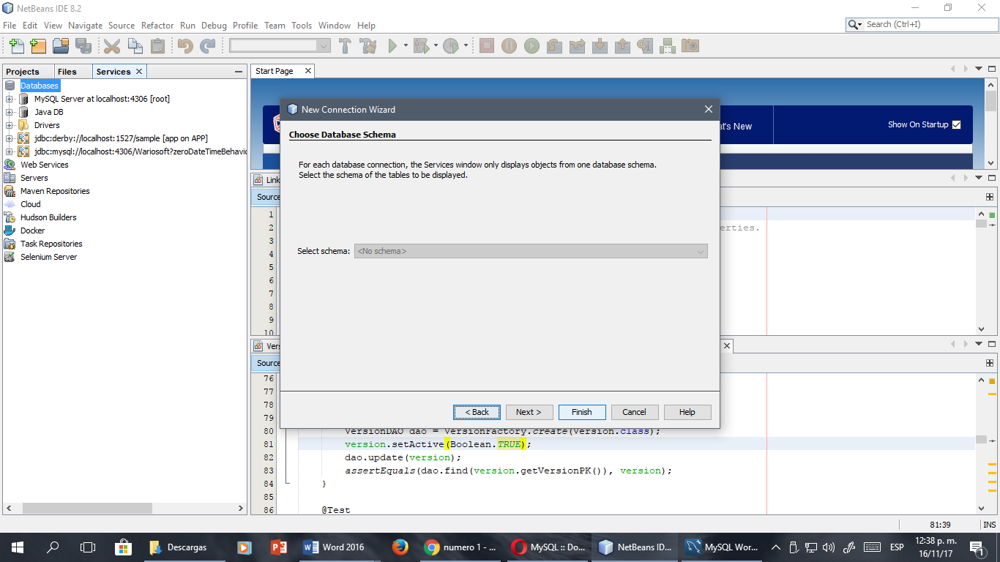 NetBeans IDE 8.2
File Edit View Navigate Source Refactor Run Debug Profile Team Tools Window Help
Search (Ctrl+I)
Projects Files Services
Start Page
Databases
MySQL Server at localhost:4306 [root]
Java DB
Drivers
jdbc:derby://localhost:1527/sample [app on APP]
jdbc:mysql://localhost:4306/Wariosoft?zeroDateTimeBehavi
Web Services
Servers
Maven Repositories
Cloud
Hudson Builders
Docker
Task Repositories
Selenium Server
at's New
Show On Startup
New Connection Wizard
Choose Database Schema
For each database connection, the Services window only displays objects from one database schema.
Select the schema of the tables to be displayed.
Select schema: <No schema>
< Back Next > Finish Cancel Help
Link
Source
1
2 erties.
3
4
5
6
7
8
9
10
Vers
Source
76
77
78
79
80 VersionDAO dao = VersionFactory.create(Version.class);
81 version.setActive(Boolean.TRUE);
82 dao.update(version);
83 assertEquals(dao.find(version.getVersionPK()), version);
84 }
85
86 @Test
81:39 INS
Descargas
Word 2016
numero 1 - ...
MySQL :: Do...
NetBeans ID...
MySQL Wor...
ESP
12:38 p. m.
16/11/17
1